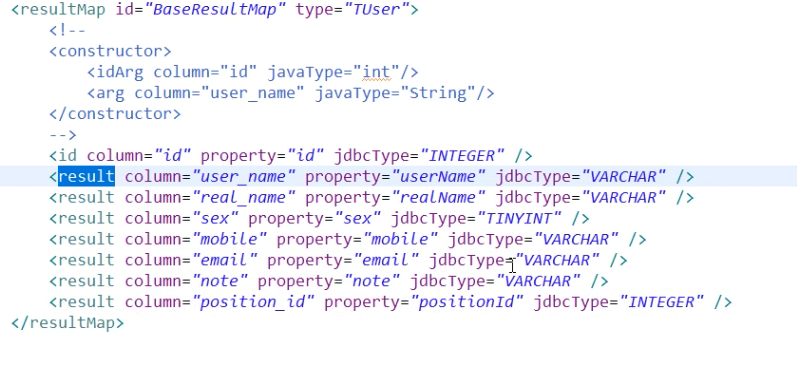 <resultMap id="BaseResultMap" type="TUser">
<!--
<constructor>
<idArg column="id" javaType="int"/>
<arg column="user_name" javaType="String"/>
</constructor>
-->
<id column="id" property="id" jdbcType="INTEGER" />
<result column="user_name" property="userName" jdbcType="VARCHAR" />
<result column="real_name" property="realName" jdbcType="VARCHAR" />
<result column="sex" property="sex" jdbcType="TINYINT" />
<result column="mobile" property="mobile" jdbcType="VARCHAR" />
<result column="email" property="email" jdbcType="VARCHAR" />
<result column="note" property="note" jdbcType="VARCHAR" />
<result column="position_id" property="positionId" jdbcType="INTEGER" />
</resultMap>